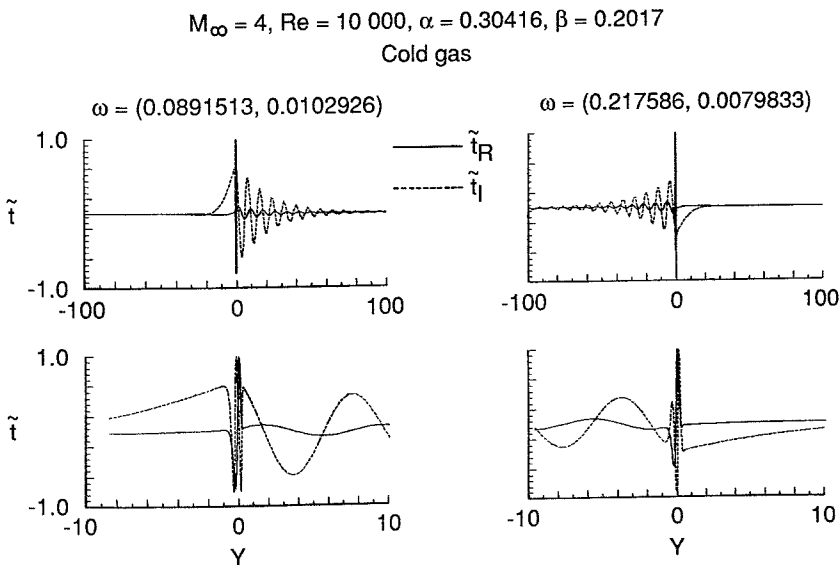 M∞ = 4, Re = 10 000, α = 0.30416, β = 0.2017
Cold gas
ω = (0.0891513, 0.0102926)
ω = (0.217586, 0.0079833)
t̃R
t̃I
1.0
t̃
-1.0
-100
0
100
-100
0
100
1.0
t̃
-1.0
-10
0
10
-10
0
10
Y
Y